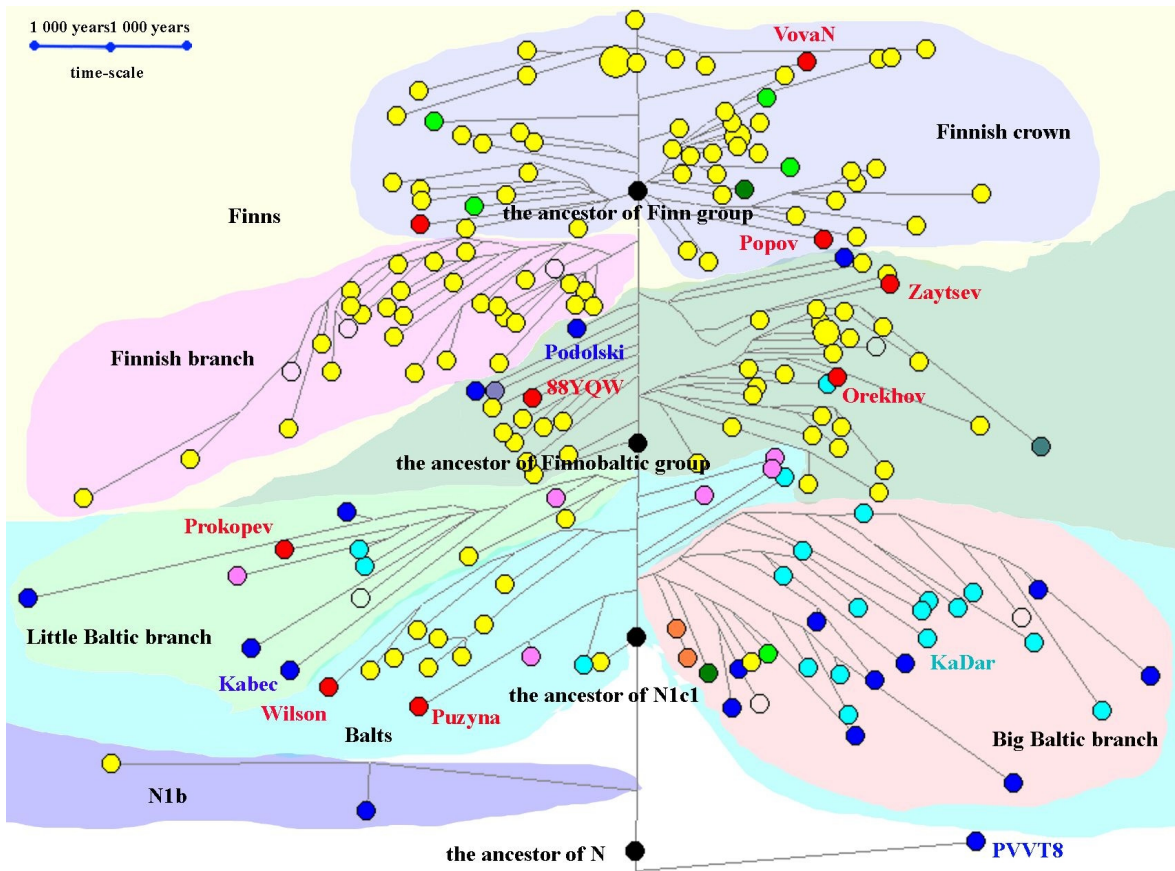 1 000 years1 000 years
time-scale
VovaN
Finnish crown
Finns
the ancestor of Finn group
Popov
Zaytsev
Finnish branch
Podolski
88YQW
Orekhov
the ancestor of Finnobaltic group
Prokopev
Little Baltic branch
KaDar
Kabec
the ancestor of N1c1
Wilson
Puzyna
Balts
Big Baltic branch
N1b
the ancestor of N
PVVT8